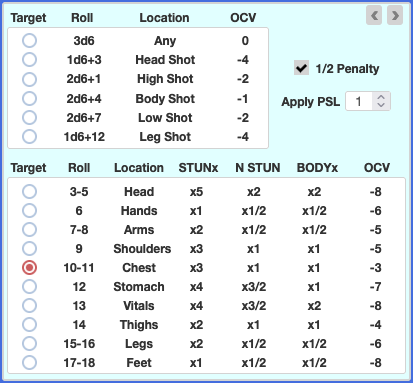 Target Roll Location OCV
3d6 Any 0
1d6+3 Head Shot -4
2d6+1 High Shot -2
2d6+4 Body Shot -1
2d6+7 Low Shot -2
1d6+12 Leg Shot -4
1/2 Penalty
Apply PSL 1
Target Roll Location STUNx N STUN BODYx OCV
3-5 Head x5 x2 x2 -8
6 Hands x1 x1/2 x1/2 -6
7-8 Arms x2 x1/2 x1/2 -5
9 Shoulders x3 x1 x1 -5
10-11 Chest x3 x1 x1 -3
12 Stomach x4 x3/2 x1 -7
13 Vitals x4 x3/2 x2 -8
14 Thighs x2 x1 x1 -4
15-16 Legs x2 x1/2 x1/2 -6
17-18 Feet x1 x1/2 x1/2 -8